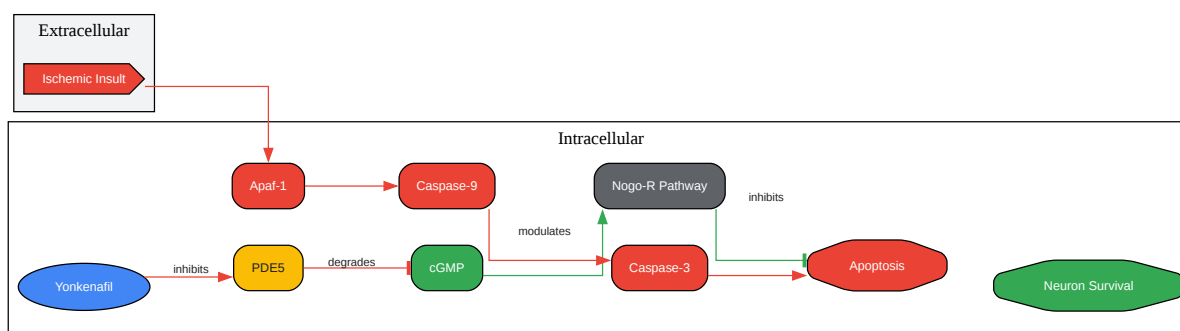 Extracellular
Ischemic Insult
Intracellular
Apaf-1
Caspase-9
Nogo-R Pathway
inhibits
modulates
Yonkenafil
inhibits
PDE5
degrades
cGMP
Caspase-3
Apoptosis
Neuron Survival